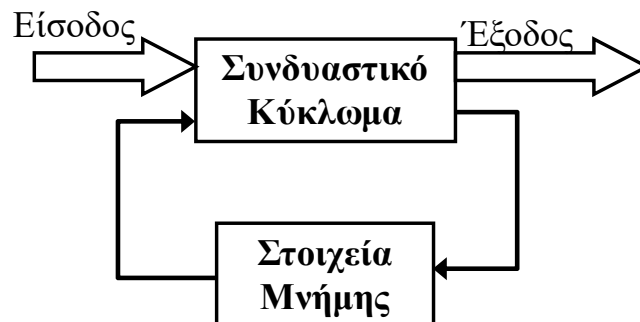 Είσοδος
Έξοδος
Συνδυαστικό
Κύκλωμα
Στοιχεία
Μνήμης